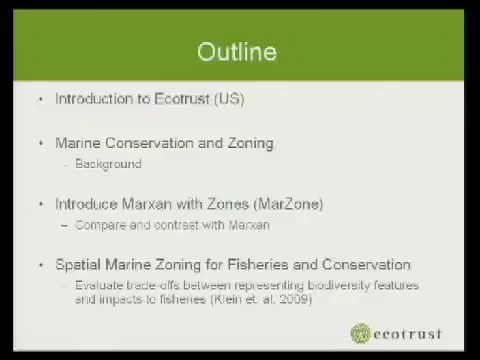 Outline
• Introduction to Ecotrust (US)
• Marine Conservation and Zoning
– Background
• Introduce Marxan with Zones (MarZone)
– Compare and contrast with Marxan
• Spatial Marine Zoning for Fisheries and Conservation
– Evaluate trade-offs between representing biodiversity features
and impacts to fisheries (Klein et. al. 2009)
ecotrust